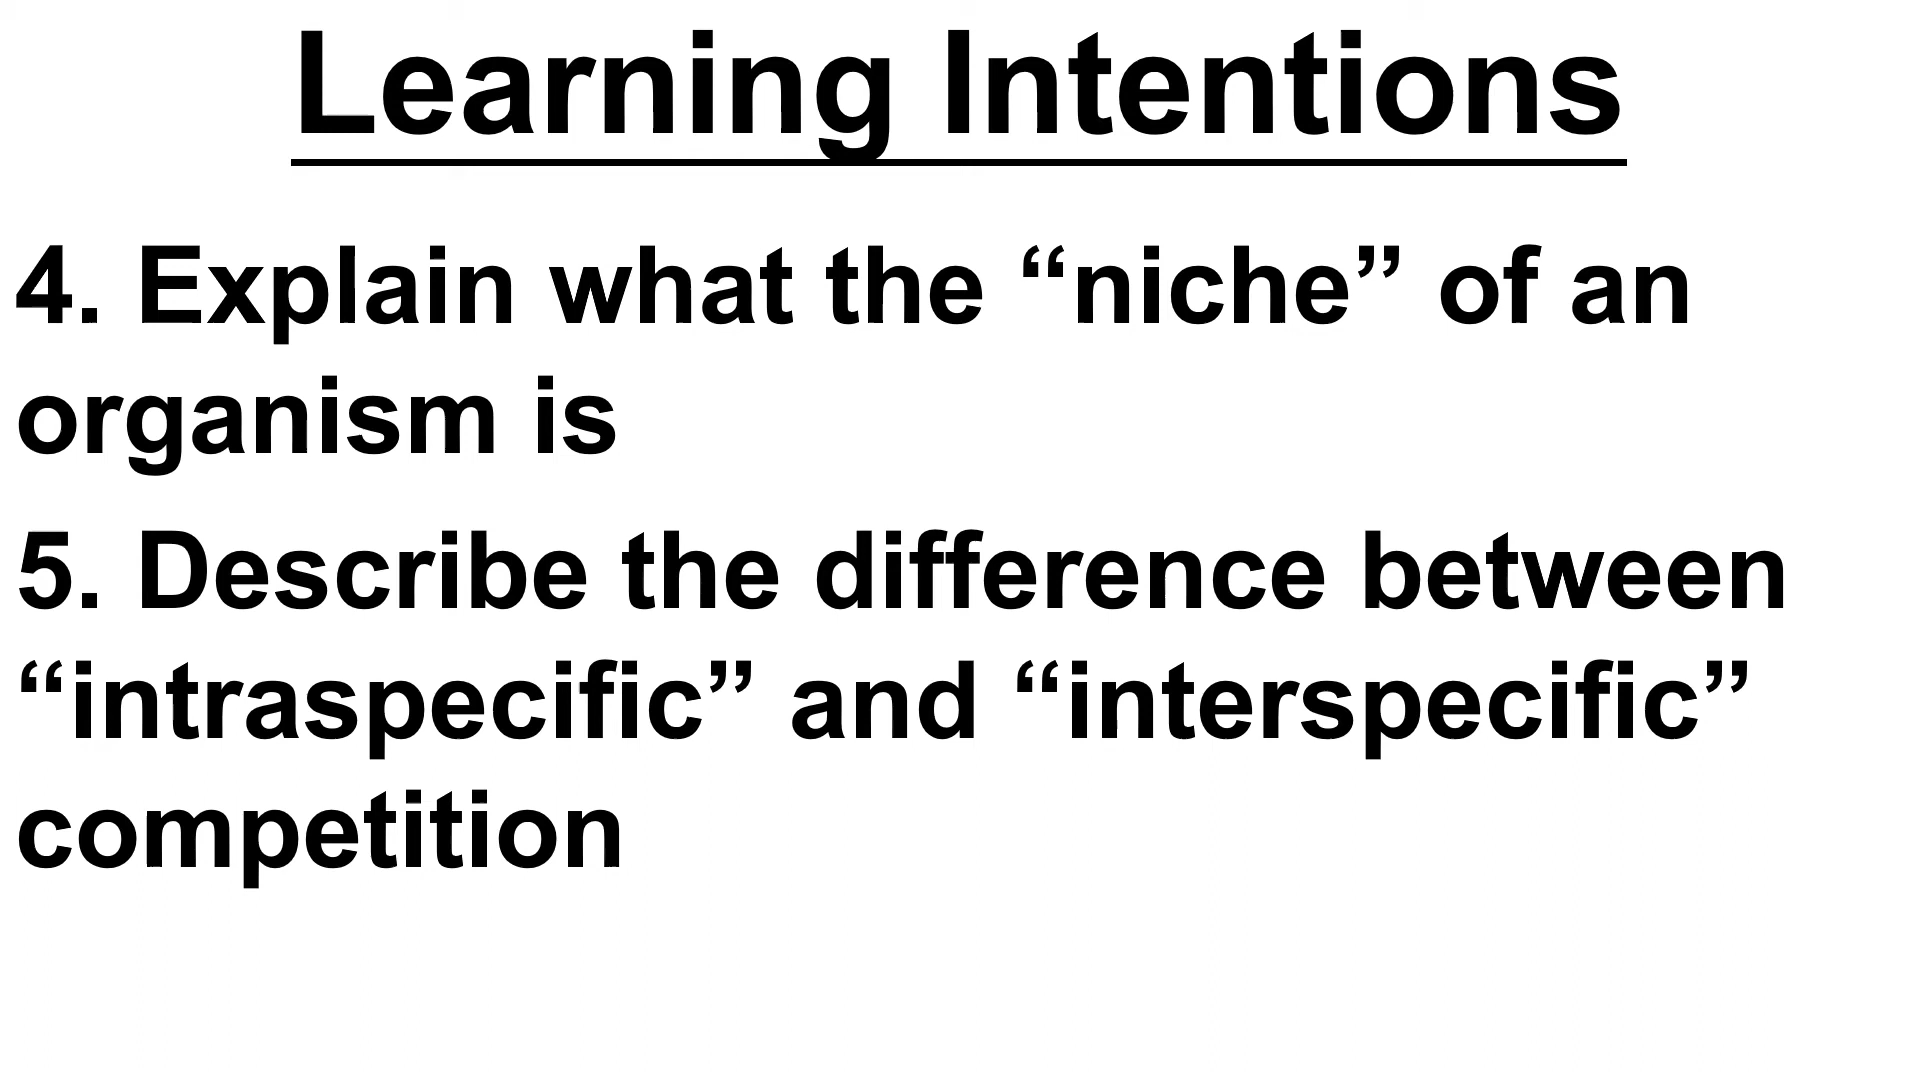 Learning Intentions
4. Explain what the “niche” of an
organism is
5. Describe the difference between
“intraspecific” and “interspecific”
competition